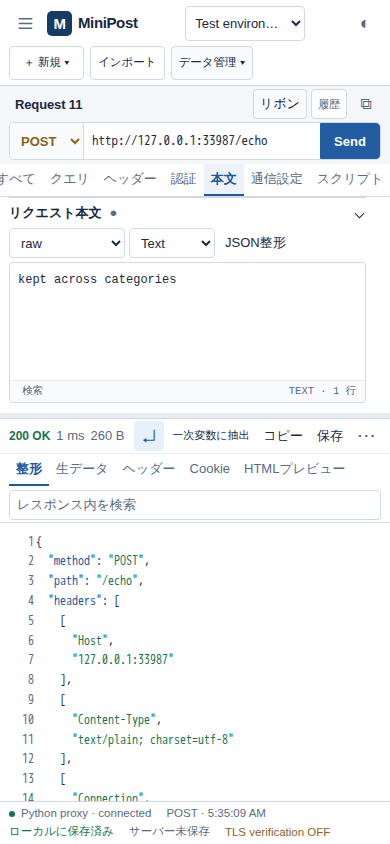 M MiniPost Test environ…
＋ 新規 ▾ インポート データ管理 ▾
Request 11 リボン 履歴
POST http://127.0.0.1:33987/echo Send
すべて クエリ ヘッダー 認証 本文 通信設定 スクリプト
リクエスト本文 ●
raw Text JSON整形
kept across categories
検索 TEXT · 1 行
200 OK 1 ms 260 B 一次変数に抽出 コピー 保存 ···
整形 生データ ヘッダー Cookie HTMLプレビュー
レスポンス内を検索
1 {
2 "method": "POST",
3 "path": "/echo",
4 "headers": [
5 [
6 "Host",
7 "127.0.0.1:33987"
8 ],
9 [
10 "Content-Type",
11 "text/plain; charset=utf-8"
12 ],
13 [
14 "Connection",
Python proxy · connected POST · 5:35:09 AM
ローカルに保存済み サーバー未保存 TLS verification OFF